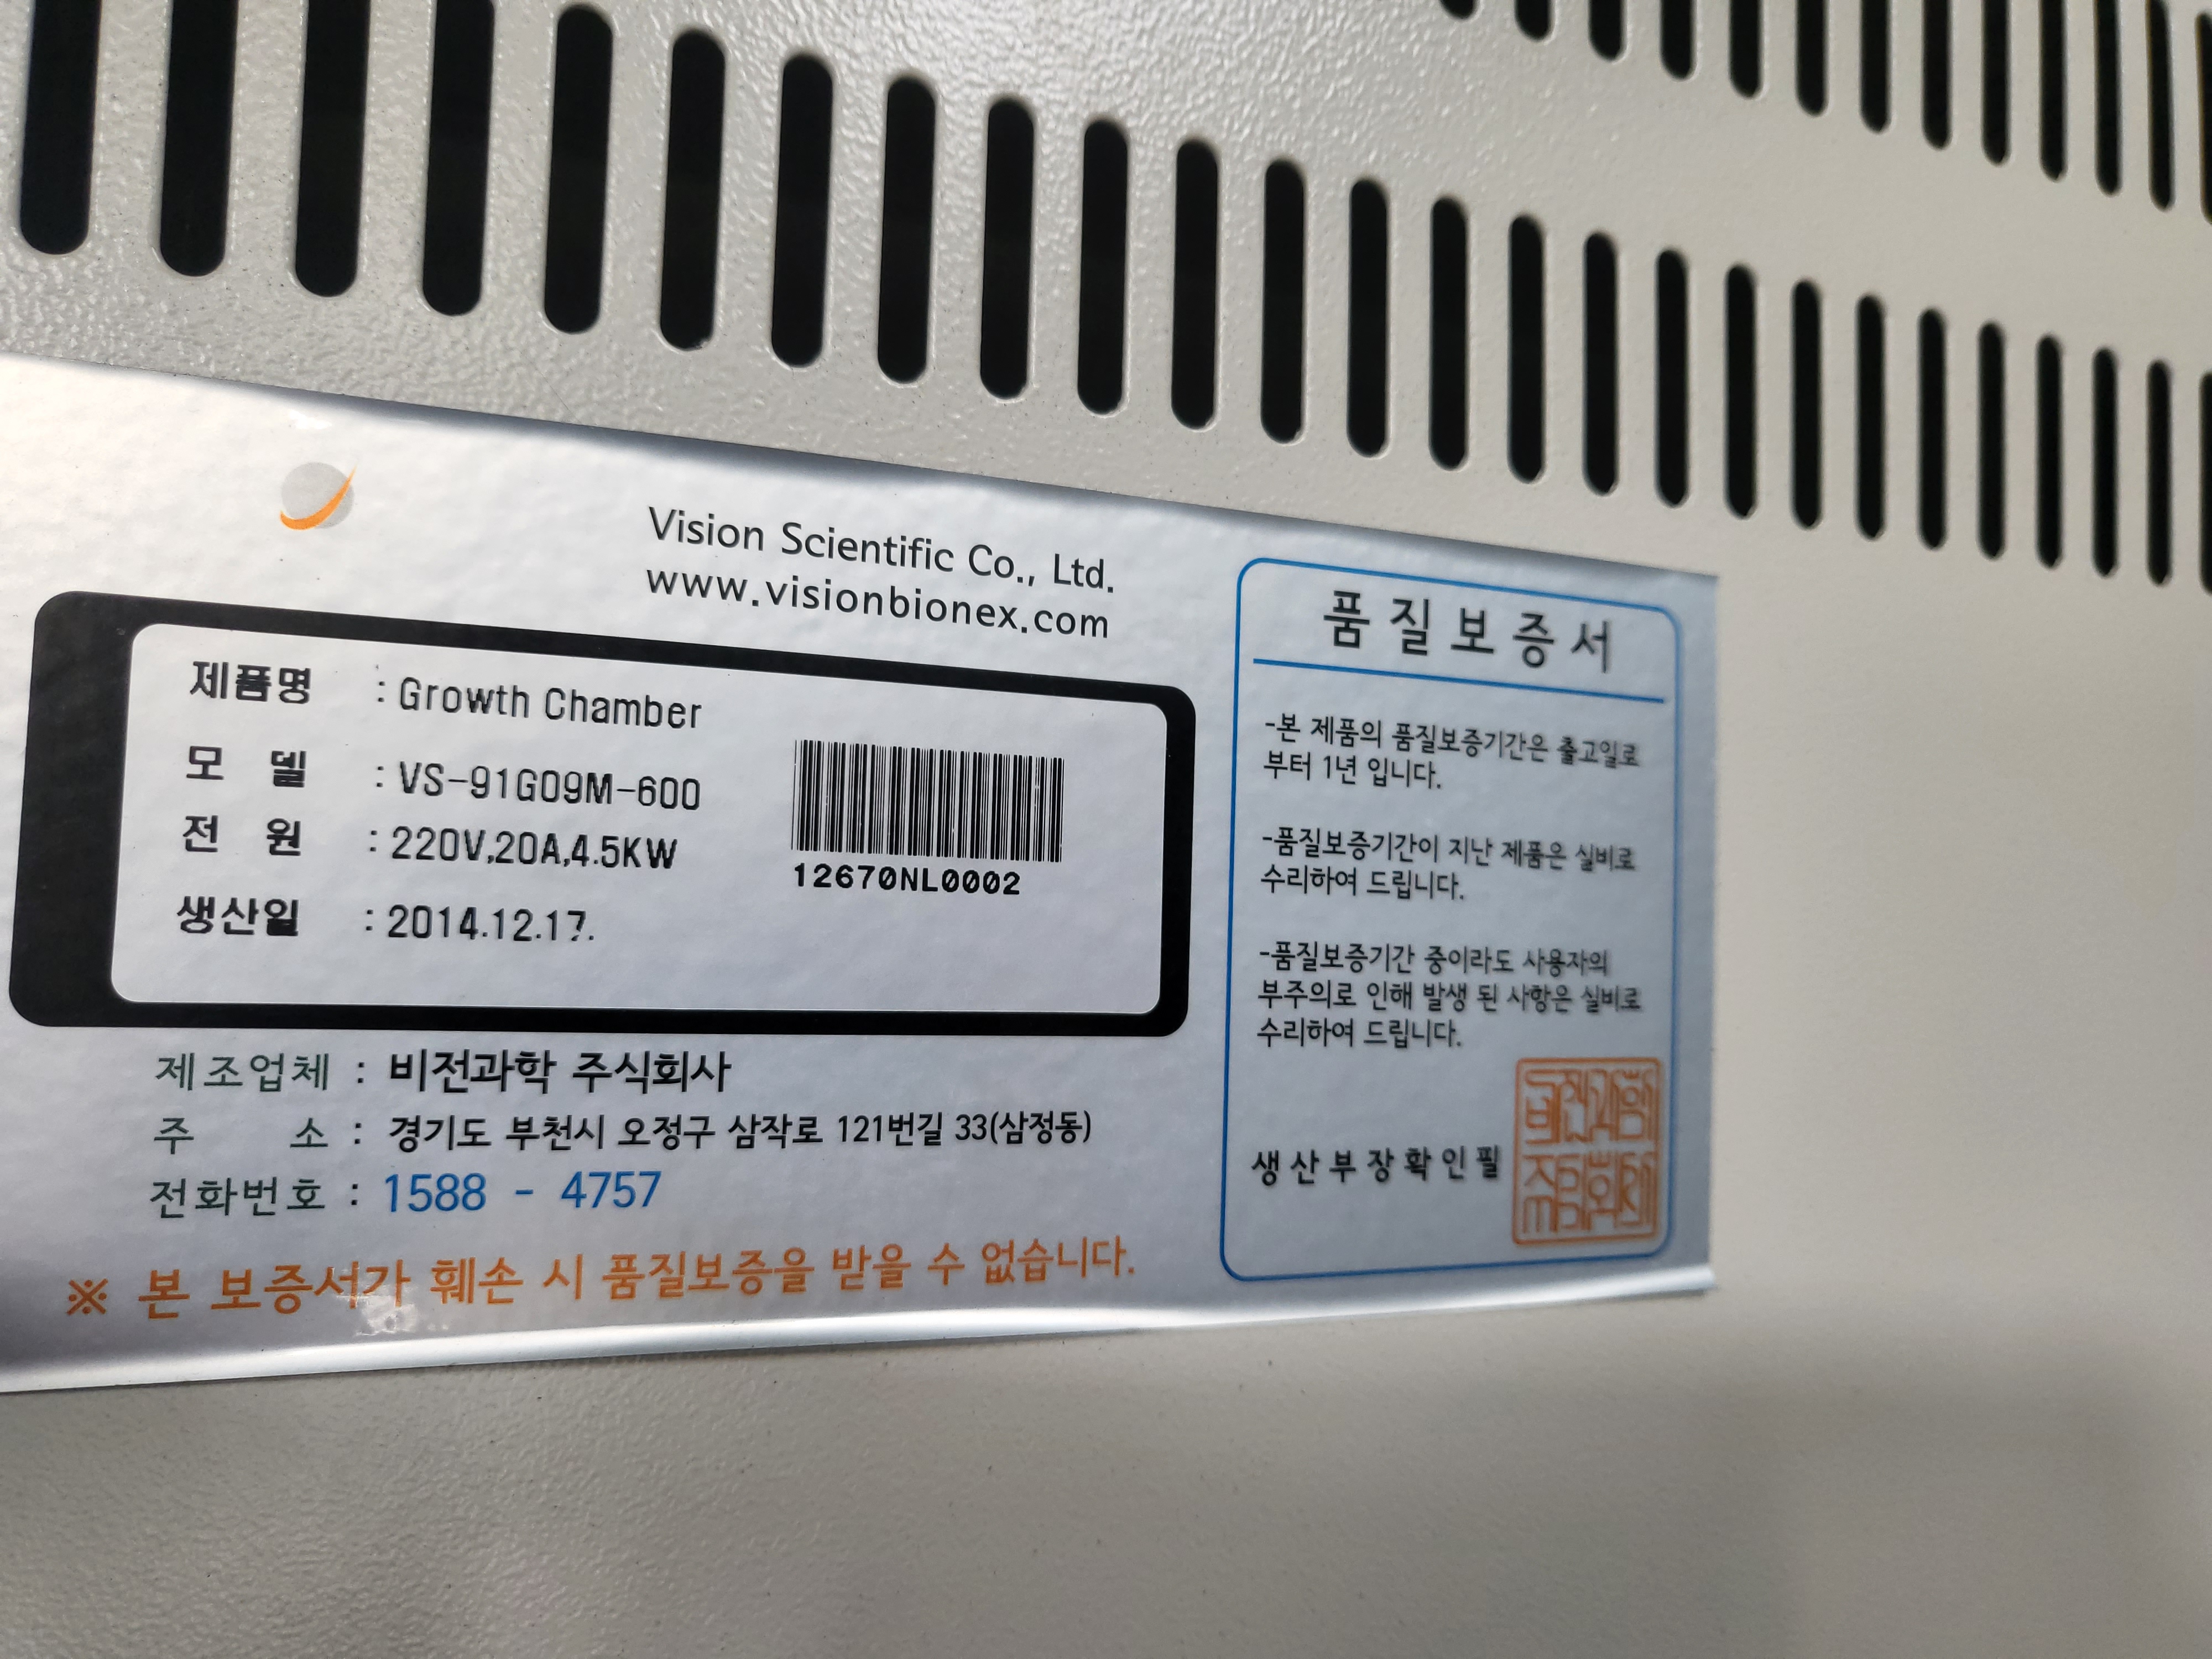 Vision Scientific Co., Ltd.
www.visionbionex.com
제품명 : Growth Chamber
모 델 : VS-91G09M-600
전 원 : 220V,20A,4.5KW
생산일 : 2014.12.17.
12670NL0002
제조업체 : 비전과학 주식회사
주 소 : 경기도 부천시 오정구 삼작로 121번길 33(삼정동)
전화번호 : 1588 - 4757
※ 본 보증서가 훼손 시 품질보증을 받을 수 없습니다.
품질보증서
-본 제품의 품질보증기간은 출고일로
부터 1년 입니다.
-품질보증기간이 지난 제품은 실비로
수리하여 드립니다.
-품질보증기간 중이라도 사용자의
부주의로 인해 발생 된 사항은 실비로
수리하여 드립니다.
생산부장확인필